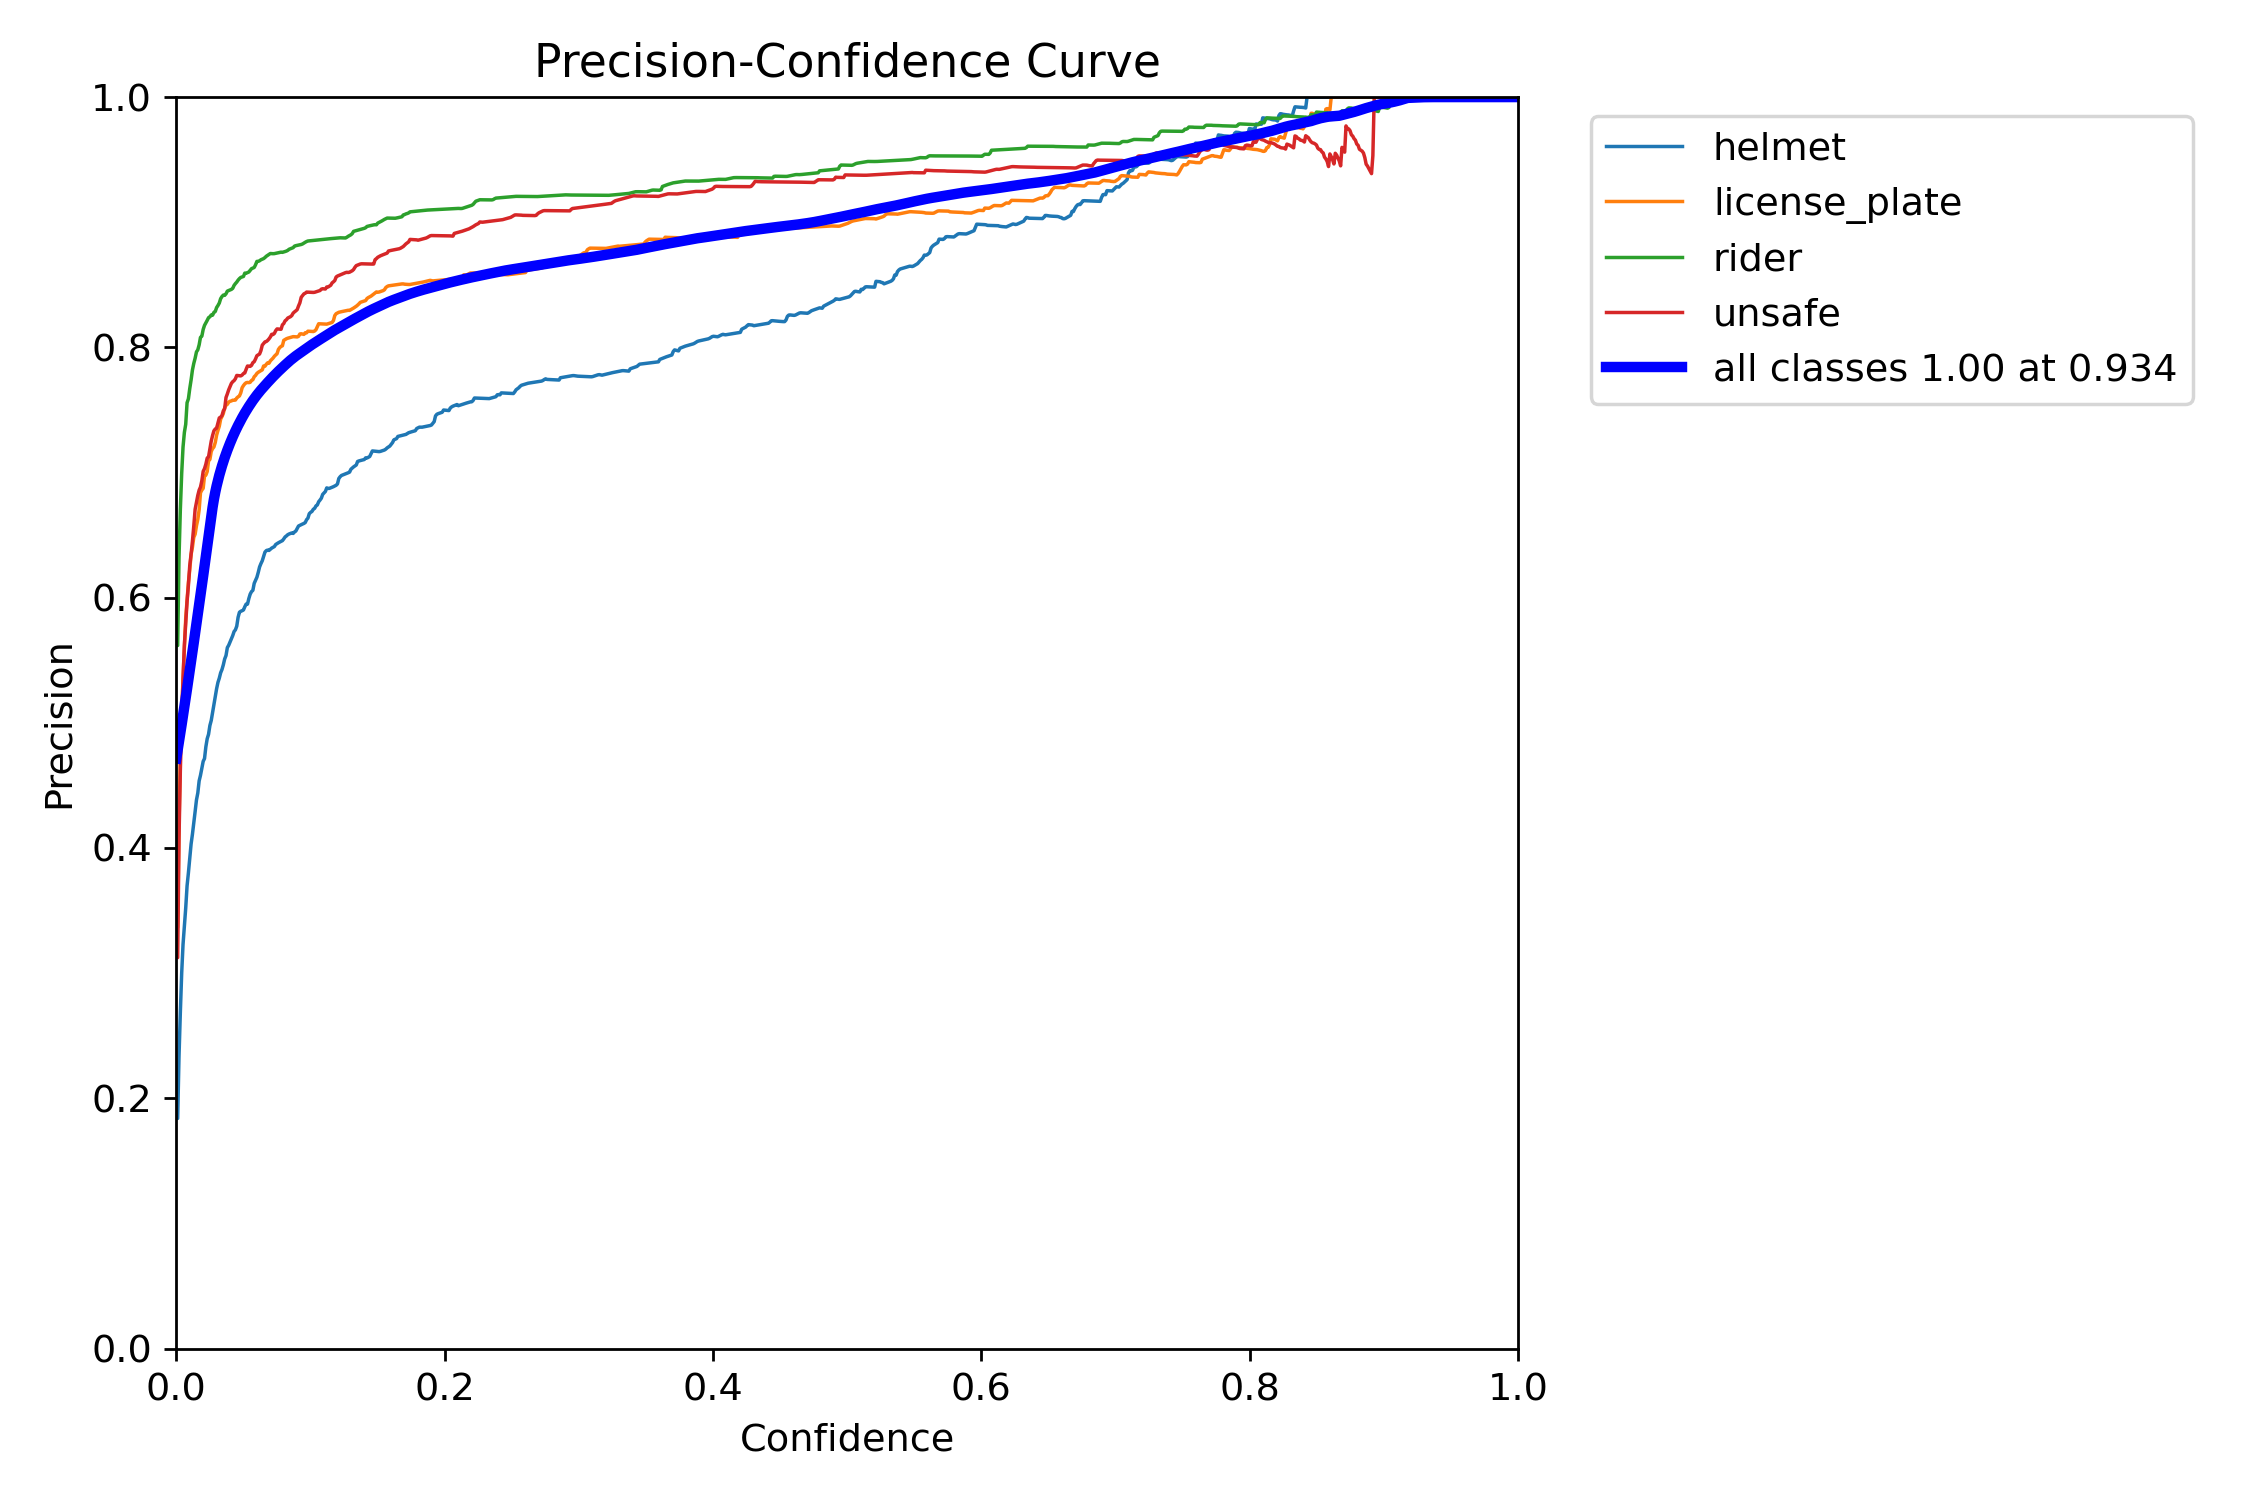 Precision-Confidence Curve
1.0
0.8
0.6
0.4
0.2
0.0
Precision
0.0 0.2 0.4 0.6 0.8 1.0
Confidence
helmet
license_plate
rider
unsafe
all classes 1.00 at 0.934